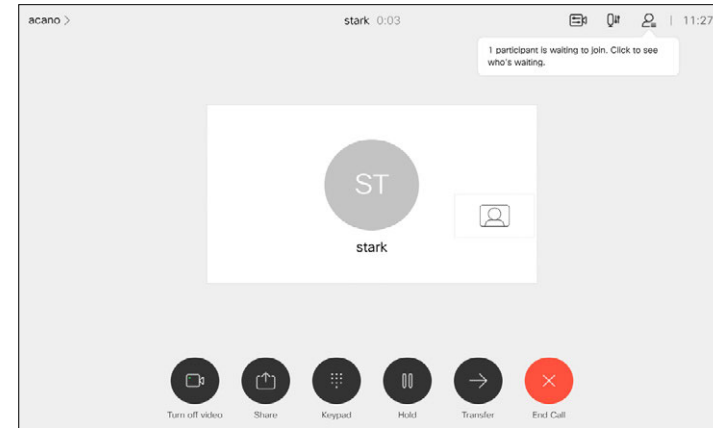 acano >
stark 0:03
11:27
1 participant is waiting to join. Click to see
who's waiting.
ST
stark
Turn off video
Share
Keypad
Hold
Transfer
End Call